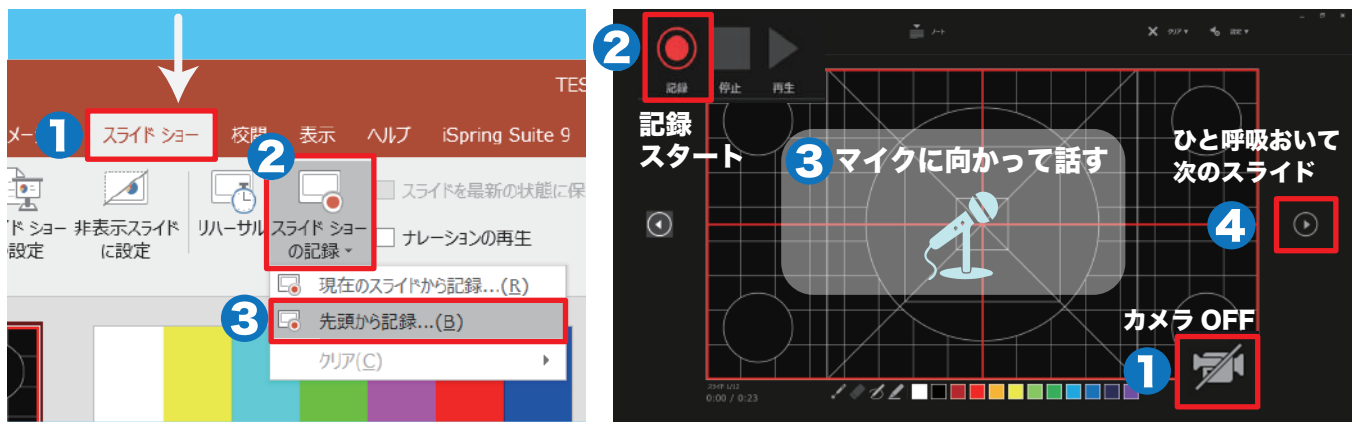 TES
メー
1
スライド ショー
校閲
表示
ヘルプ
iSpring Suite 9
2
スライドを最新の状態に保
ド ショー
設定
非表示スライド
に設定
リハーサル
スライド ショー
の記録
ナレーションの再生
現在のスライドから記録...(R)
3
先頭から記録...(B)
クリア(C)
2
記録
停止
再生
ノート
クリア
設定
記録
スタート
3 マイクに向かって話す
ひと呼吸おいて
次のスライド
4
カメラ OFF
1
スライド 1/12
0:00 / 0:23